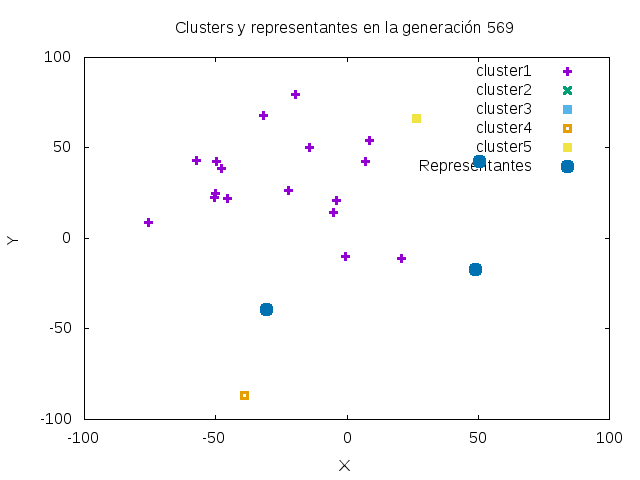 Clusters y representantes en la generación 569
100
50
0
-50
-100
-100
-50
0
50
100
Y
X
cluster1
cluster2
cluster3
cluster4
cluster5
Representantes